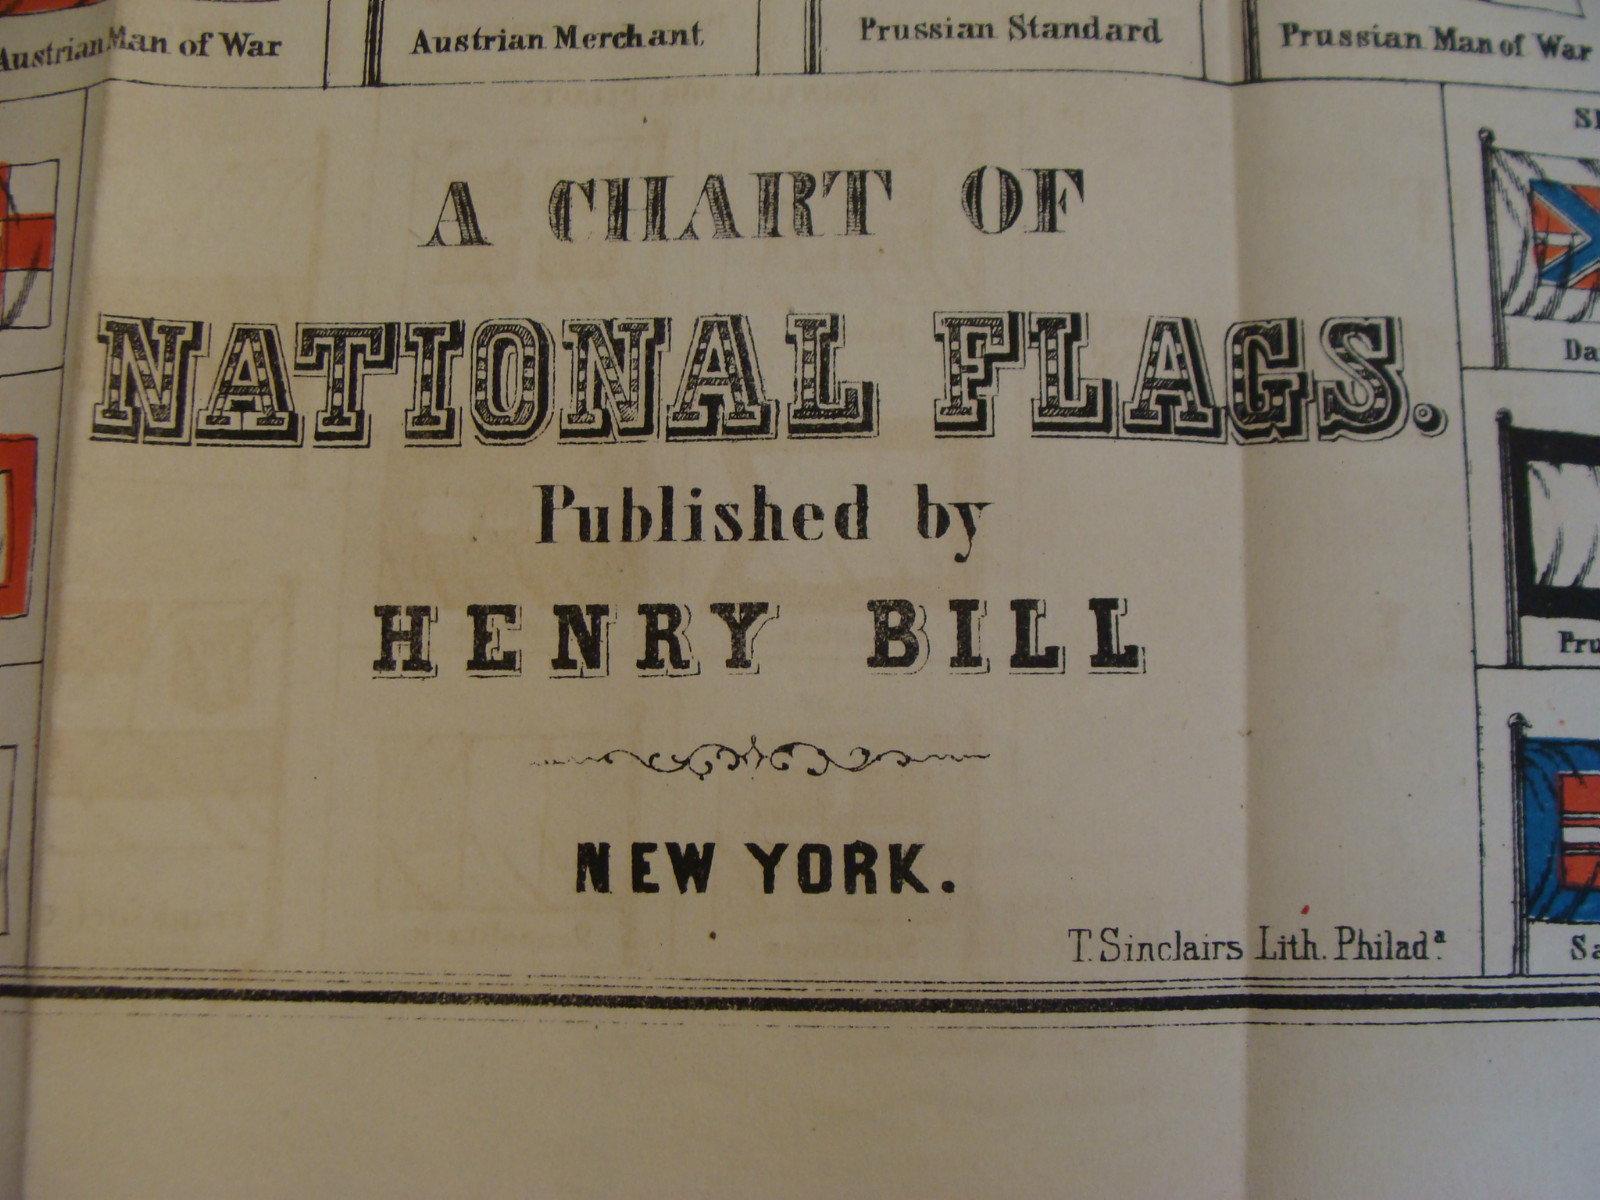 Austrian Man of War
Austrian Merchant
Prussian Standard
Prussian Man of War
A CHART OF
NATIONAL FLAGS.
Published by
HENRY BILL
NEW YORK.
T. Sinclairs Lith. Philadª.